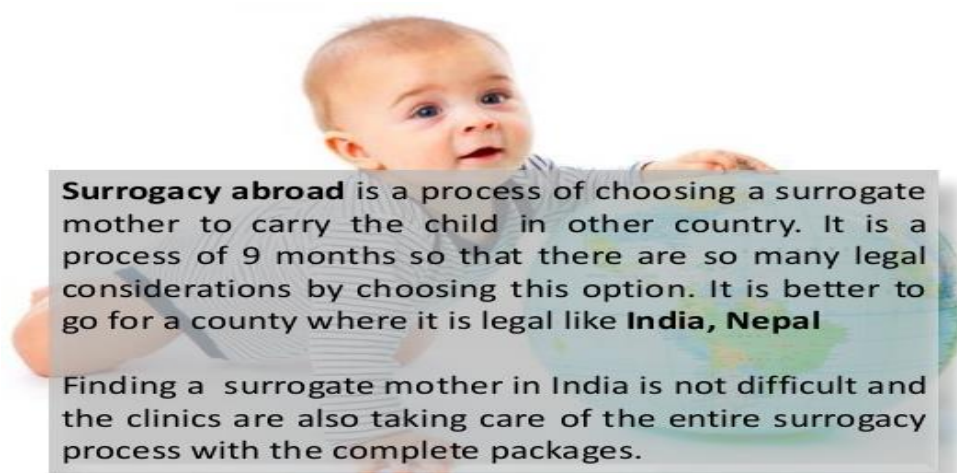 Surrogacy abroad is a process of choosing a surrogate
mother to carry the child in other country. It is a
process of 9 months so that there are so many legal
considerations by choosing this option. It is better to
go for a county where it is legal like India, Nepal
Finding a surrogate mother in India is not difficult and
the clinics are also taking care of the entire surrogacy
process with the complete packages.